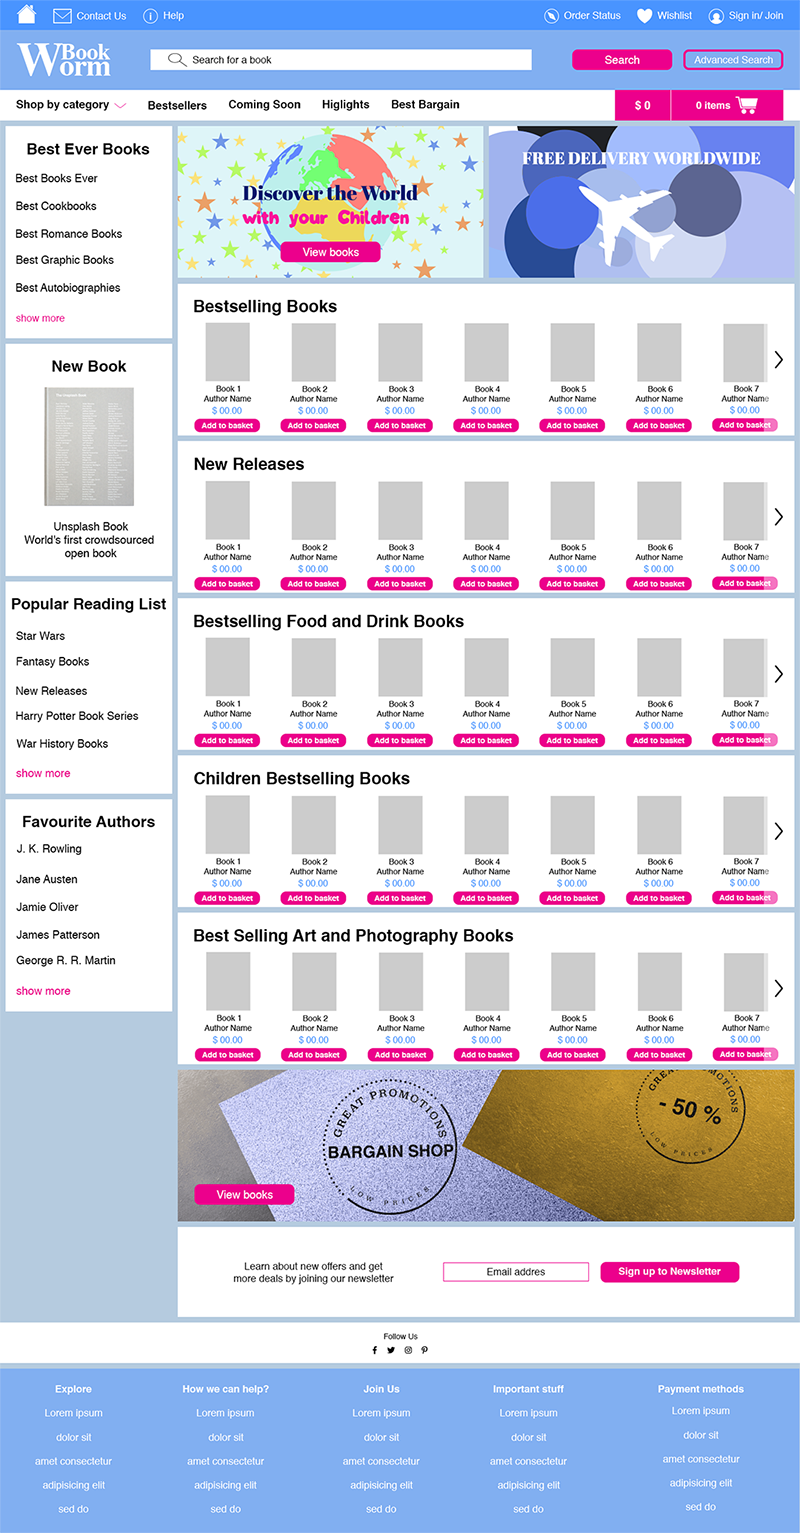 Contact Us
Help
Order Status
Wishlist
Sign in/ Join
Book
Worm
Search for a book
Search
Advanced Search
Shop by category
Bestsellers
Coming Soon
Higlights
Best Bargain
$ 0
0 items
Best Ever Books
Best Books Ever
Best Cookbooks
Best Romance Books
Best Graphic Books
Best Autobiographies
show more
New Book
Unsplash Book
World's first crowdsourced
open book
Popular Reading List
Star Wars
Fantasy Books
New Releases
Harry Potter Book Series
War History Books
show more
Favourite Authors
J. K. Rowling
Jane Austen
Jamie Oliver
James Patterson
George R. R. Martin
show more
Discover the World
with your Children
View books
FREE DELIVERY WORLDWIDE
Bestselling Books
Book 1 Book 2 Book 3 Book 4 Book 5 Book 6 Book 7
Author Name Author Name Author Name Author Name Author Name Author Name Author Name
$ 00.00 $ 00.00 $ 00.00 $ 00.00 $ 00.00 $ 00.00 $ 00.00
Add to basket Add to basket Add to basket Add to basket Add to basket Add to basket Add to basket
New Releases
Book 1 Book 2 Book 3 Book 4 Book 5 Book 6 Book 7
Author Name Author Name Author Name Author Name Author Name Author Name Author Name
$ 00.00 $ 00.00 $ 00.00 $ 00.00 $ 00.00 $ 00.00 $ 00.00
Add to basket Add to basket Add to basket Add to basket Add to basket Add to basket Add to basket
Bestselling Food and Drink Books
Book 1 Book 2 Book 3 Book 4 Book 5 Book 6 Book 7
Author Name Author Name Author Name Author Name Author Name Author Name Author Name
$ 00.00 $ 00.00 $ 00.00 $ 00.00 $ 00.00 $ 00.00 $ 00.00
Add to basket Add to basket Add to basket Add to basket Add to basket Add to basket Add to basket
Children Bestselling Books
Book 1 Book 2 Book 3 Book 4 Book 5 Book 6 Book 7
Author Name Author Name Author Name Author Name Author Name Author Name Author Name
$ 00.00 $ 00.00 $ 00.00 $ 00.00 $ 00.00 $ 00.00 $ 00.00
Add to basket Add to basket Add to basket Add to basket Add to basket Add to basket Add to basket
Best Selling Art and Photography Books
Book 1 Book 2 Book 3 Book 4 Book 5 Book 6 Book 7
Author Name Author Name Author Name Author Name Author Name Author Name Author Name
$ 00.00 $ 00.00 $ 00.00 $ 00.00 $ 00.00 $ 00.00 $ 00.00
Add to basket Add to basket Add to basket Add to basket Add to basket Add to basket Add to basket
GREAT PROMOTIONS
BARGAIN SHOP
LOW PRICES
View books
GREAT PROMOTIONS
- 50 %
LOW PRICES
Learn about new offers and get
more deals by joining our newsletter
Email addres
Sign up to Newsletter
Follow Us
Explore How we can help? Join Us Important stuff Payment methods
Lorem ipsum Lorem ipsum Lorem ipsum Lorem ipsum Lorem ipsum
dolor sit dolor sit dolor sit dolor sit dolor sit
amet consectetur amet consectetur amet consectetur amet consectetur amet consectetur
adipisicing elit adipisicing elit adipisicing elit adipisicing elit adipisicing elit
sed do sed do sed do sed do sed do